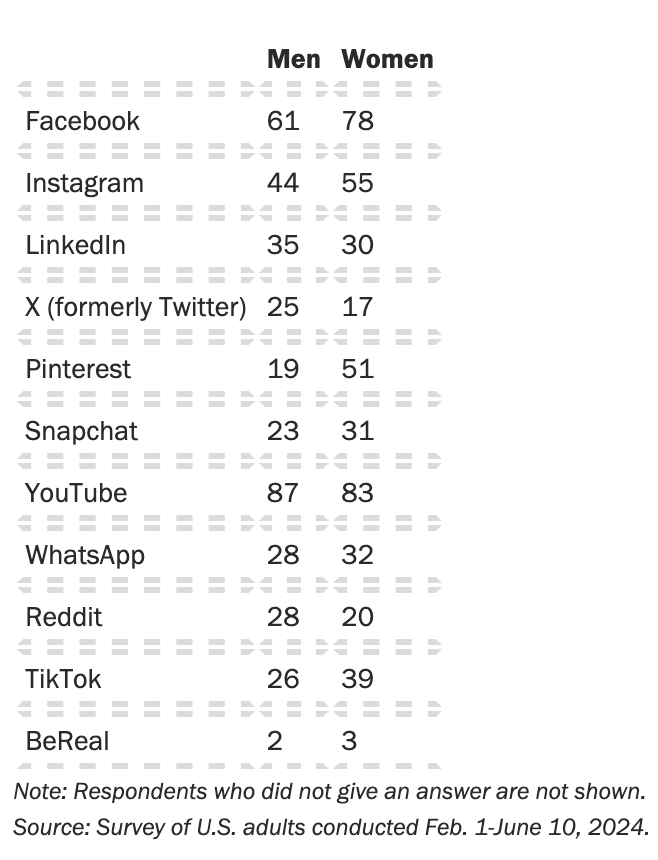 Men Women
Facebook 61 78
Instagram 44 55
LinkedIn 35 30
X (formerly Twitter) 25 17
Pinterest 19 51
Snapchat 23 31
YouTube 87 83
WhatsApp 28 32
Reddit 28 20
TikTok 26 39
BeReal 2 3
Note: Respondents who did not give an answer are not shown.
Source: Survey of U.S. adults conducted Feb. 1-June 10, 2024.